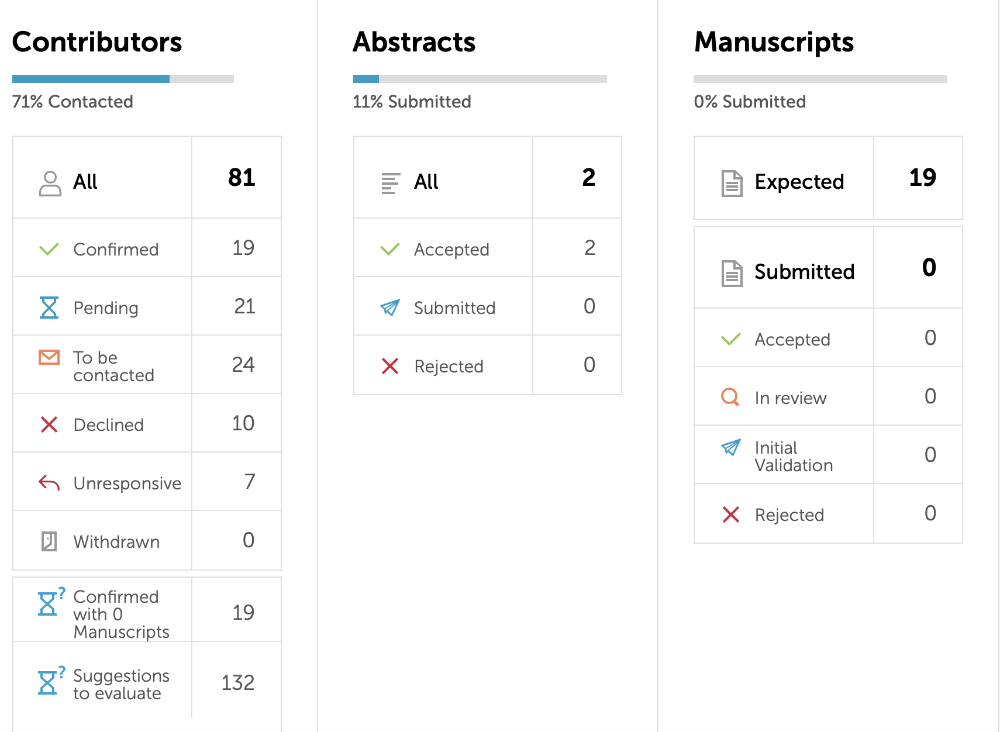 Contributors
71% Contacted
All 81
Confirmed 19
Pending 21
To be
contacted 24
Declined 10
Unresponsive 7
Withdrawn 0
Confirmed
with 0
Manuscripts 19
Suggestions
to evaluate 132
Abstracts
11% Submitted
All 2
Accepted 2
Submitted 0
Rejected 0
Manuscripts
0% Submitted
Expected 19
Submitted 0
Accepted 0
In review 0
Initial
Validation 0
Rejected 0